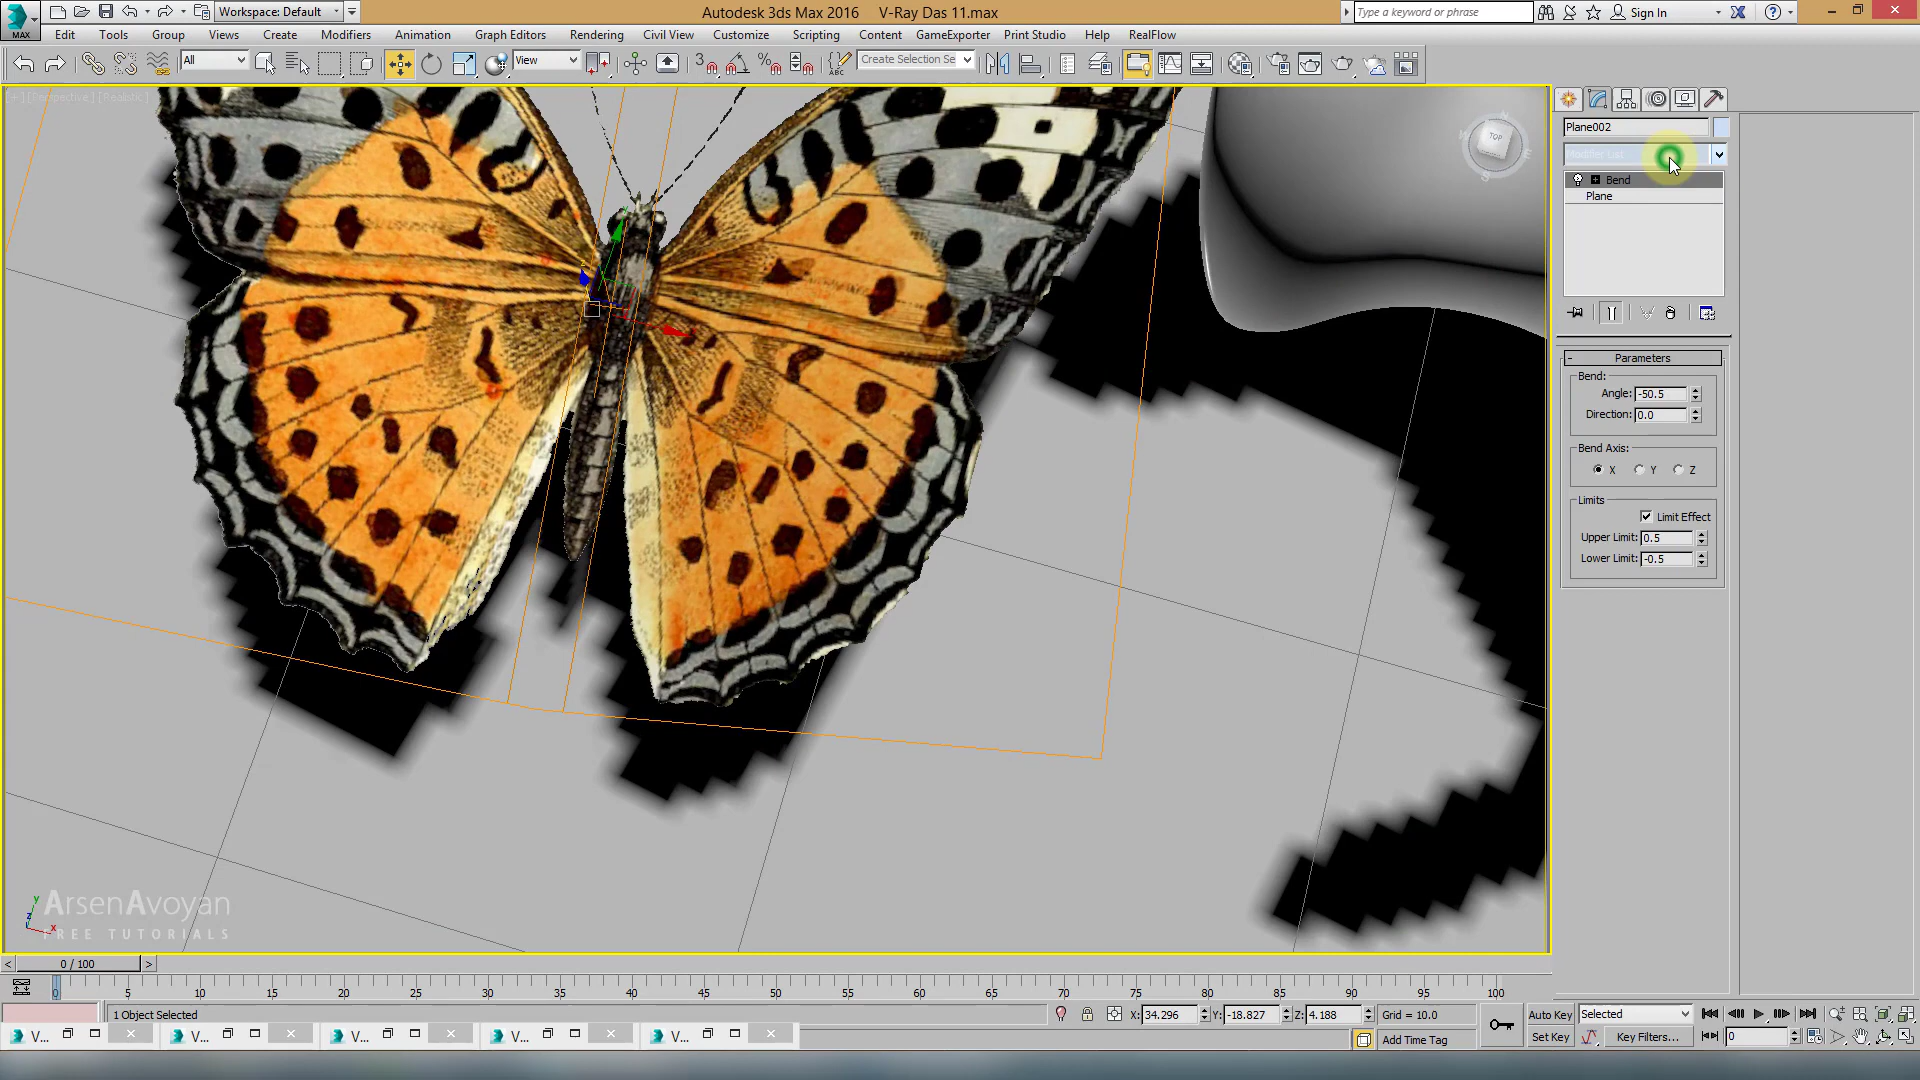 Autodesk 3ds Max 2016 V-Ray Das 11.max
MAX
Workspace: Default
Type a keyword or phrase
Sign In
Edit Tools Group Views Create Modifiers Animation Graph Editors Rendering Civil View Customize Scripting Content GameExporter Print Studio Help RealFlow
All
View
Create Selection Se
[Perspective] [Realistic]
TOP
Plane002
Modifier List
Bend
Plane
Parameters
Bend:
Angle: -50.5
Direction: 0.0
Bend Axis:
X Y Z
Limits
Limit Effect
Upper Limit: 0.5
Lower Limit: -0.5
ArsenAvoyan
FREE TUTORIALS
0 / 100
0 5 10 15 20 25 30 35 40 45 50 55 60 65 70 75 80 85 90 95 100
1 Object Selected
X: 34.296 Y: -18.827 Z: 4.188 Grid = 10.0
Auto Key Selected
V... V... V... V... V...
Add Time Tag
Set Key Key Filters... 0